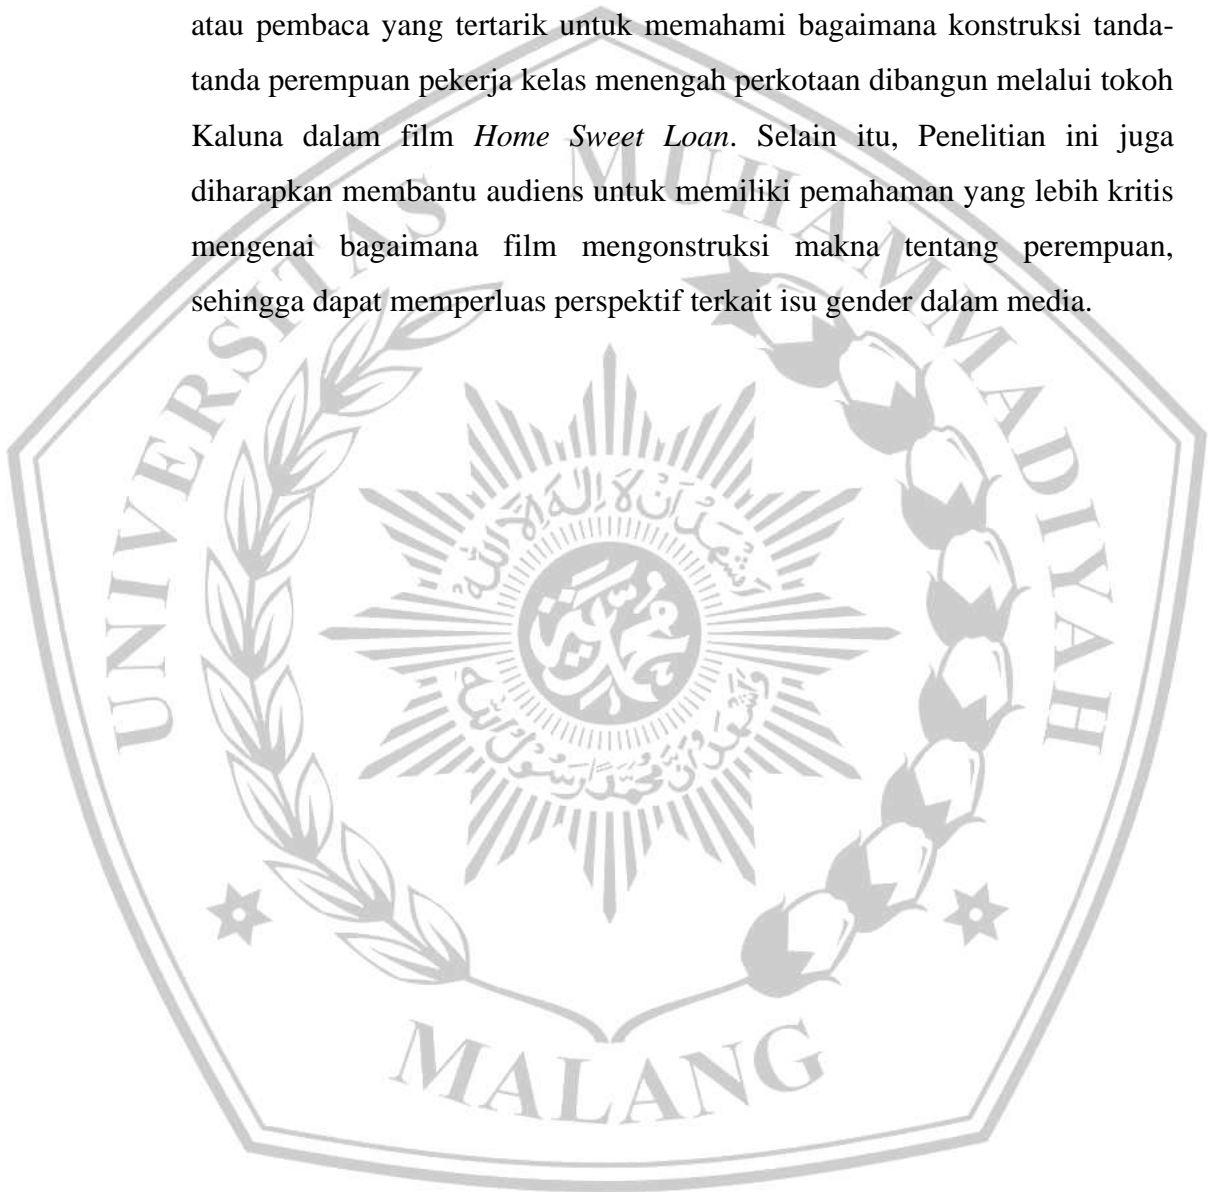 atau pembaca yang tertarik untuk memahami bagaimana konstruksi tanda-
tanda perempuan pekerja kelas menengah perkotaan dibangun melalui tokoh
Kaluna dalam film Home Sweet Loan. Selain itu, Penelitian ini juga
diharapkan membantu audiens untuk memiliki pemahaman yang lebih kritis
mengenai bagaimana film mengonstruksi makna tentang perempuan,
sehingga dapat memperluas perspektif terkait isu gender dalam media.
UNIVERSITAS MUHAMMADIYAH
MALANG